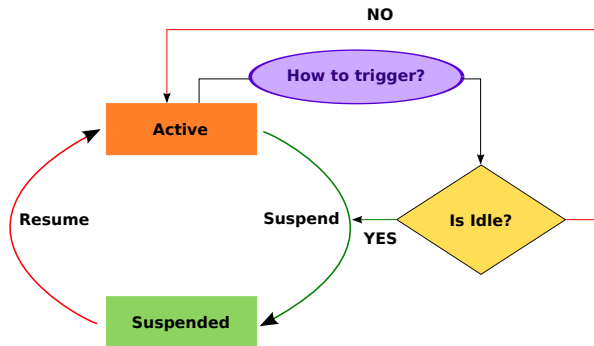 NO
How to trigger?
Active
Resume
Suspend
Is Idle?
YES
Suspended